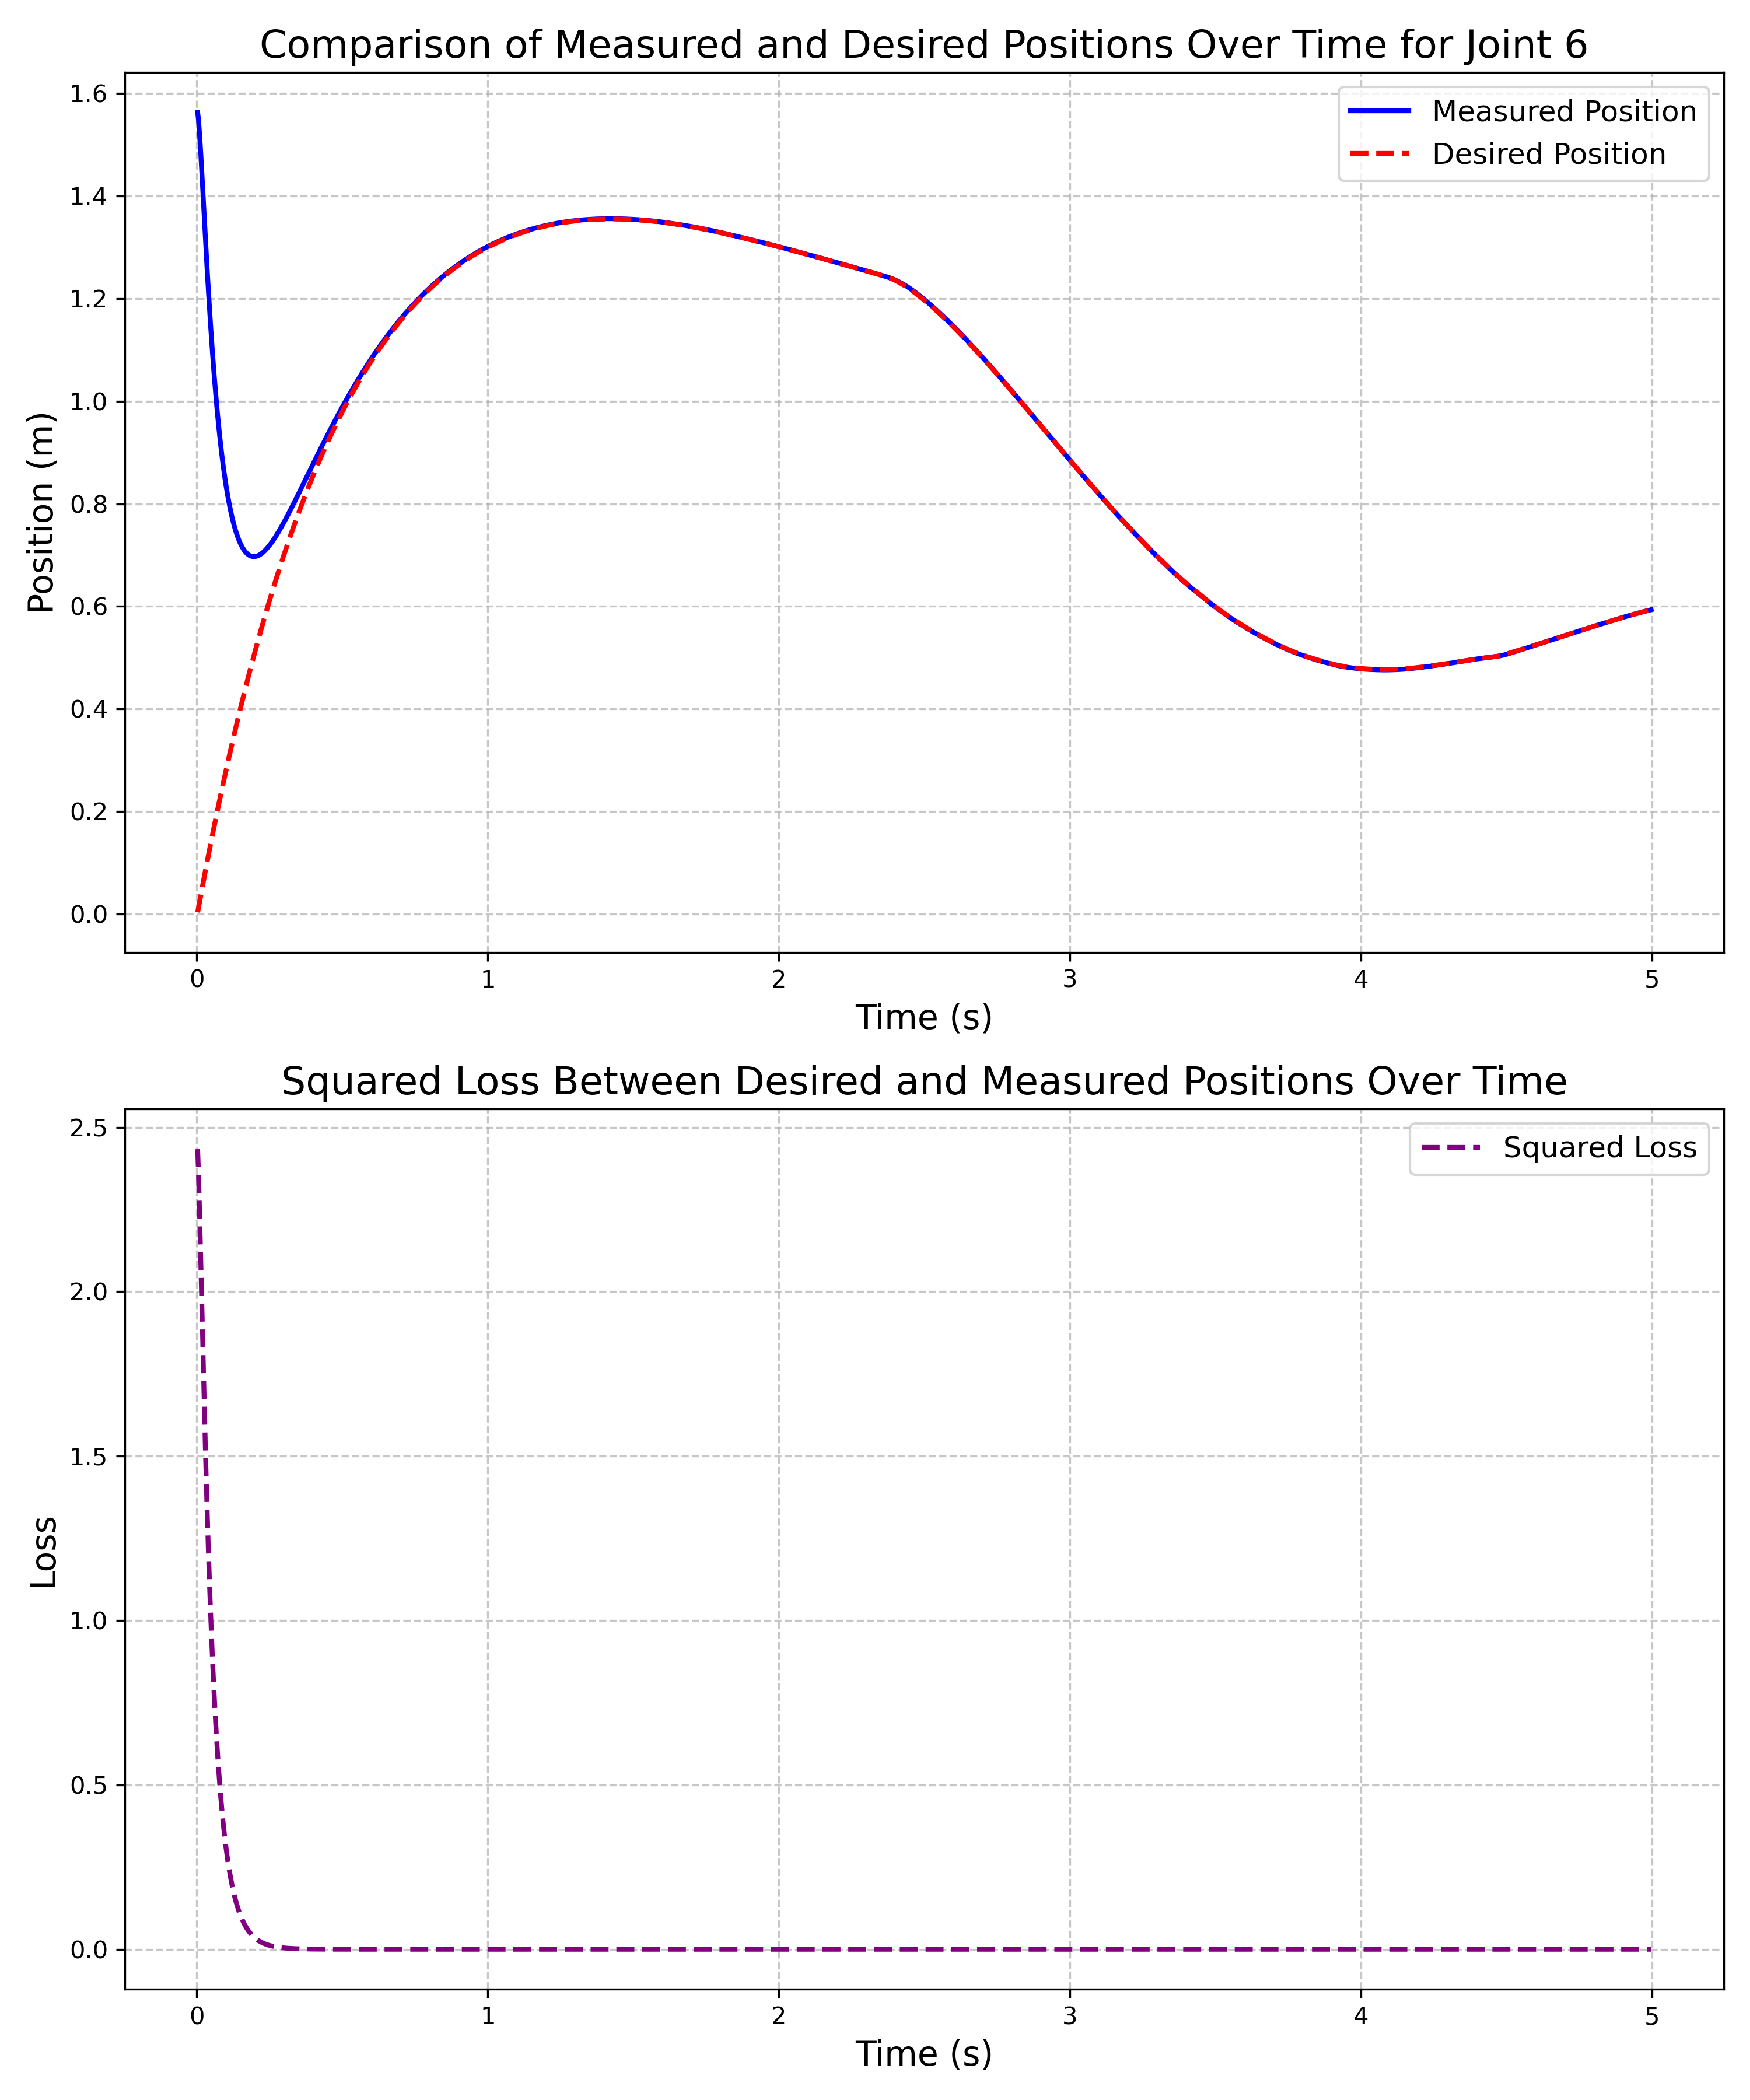 Comparison of Measured and Desired Positions Over Time for Joint 6
Measured Position
Desired Position
Position (m)
1.6
1.4
1.2
1.0
0.8
0.6
0.4
0.2
0.0
0 1 2 3 4 5
Time (s)
Squared Loss Between Desired and Measured Positions Over Time
Squared Loss
Loss
2.5
2.0
1.5
1.0
0.5
0.0
0 1 2 3 4 5
Time (s)